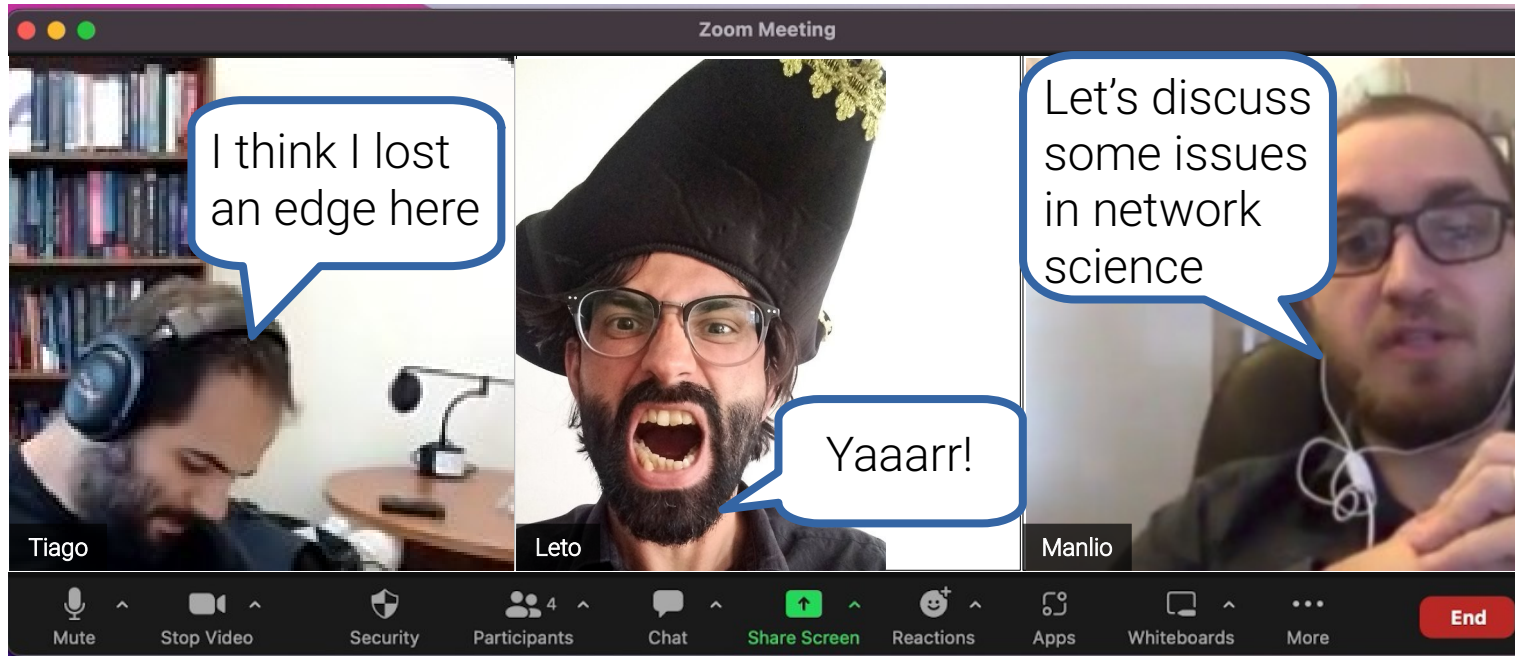 Zoom Meeting
I think I lost
an edge here
Yaaarr!
Let's discuss
some issues
in network
science
Tiago
Leto
Manlio
Mute
Stop Video
Security
4
Participants
Chat
Share Screen
Reactions
Apps
Whiteboards
More
End